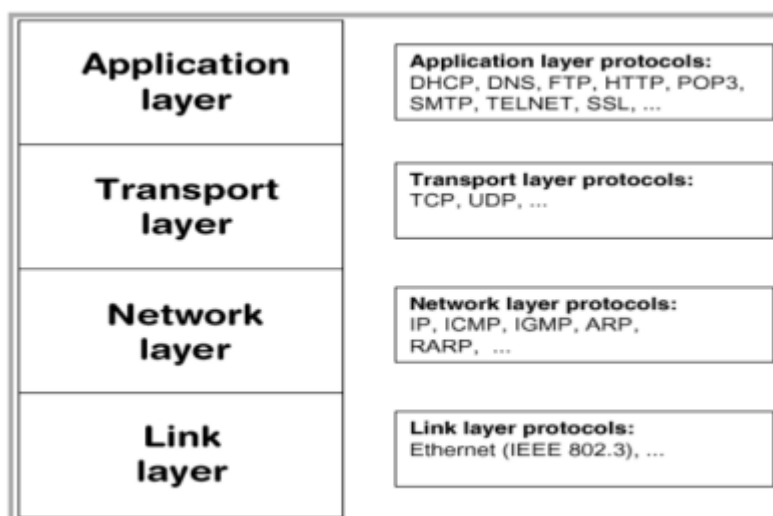 Application
layer
Application layer protocols:
DHCP, DNS, FTP, HTTP, POP3,
SMTP, TELNET, SSL, ...
Transport
layer
Transport layer protocols:
TCP, UDP, ...
Network
layer
Network layer protocols:
IP, ICMP, IGMP, ARP,
RARP, ...
Link
layer
Link layer protocols:
Ethernet (IEEE 802.3), ...